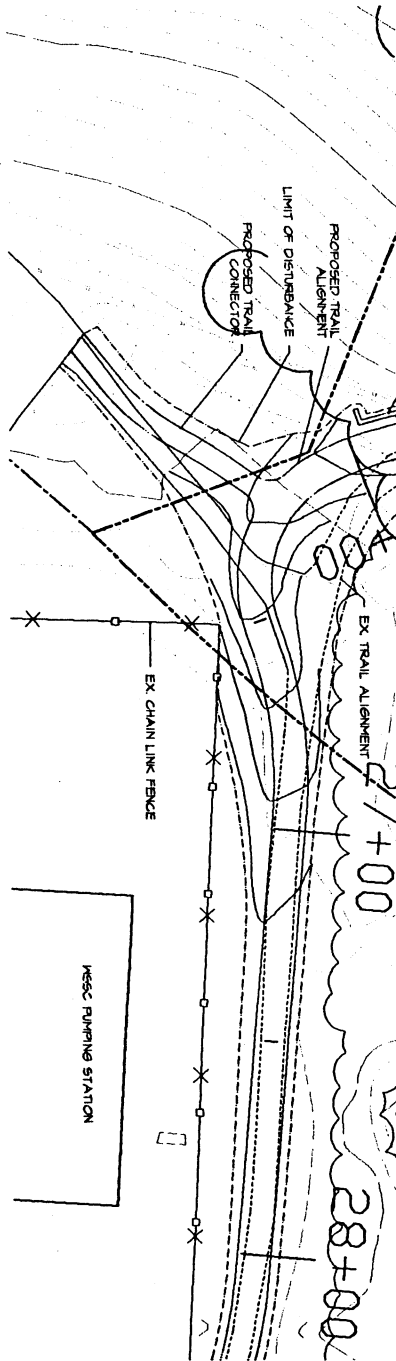 PROPOSED TRAIL
ALIGNMENT
LIMIT OF DISTURBANCE
PROPOSED TRAIL
CONNECTOR
EX. TRAIL ALIGNMENT
+00
EX. CHAIN LINK FENCE
WSSC PUMPING STATION
28+00